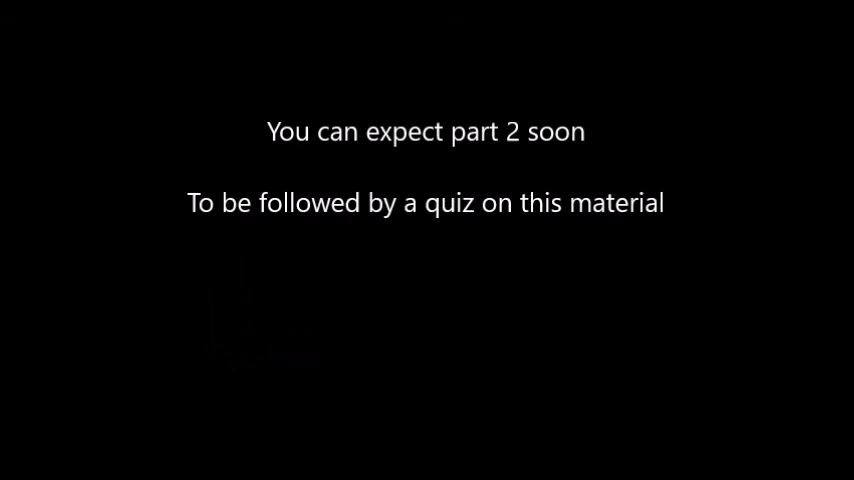 You can expect part 2 soon
To be followed by a quiz on this material